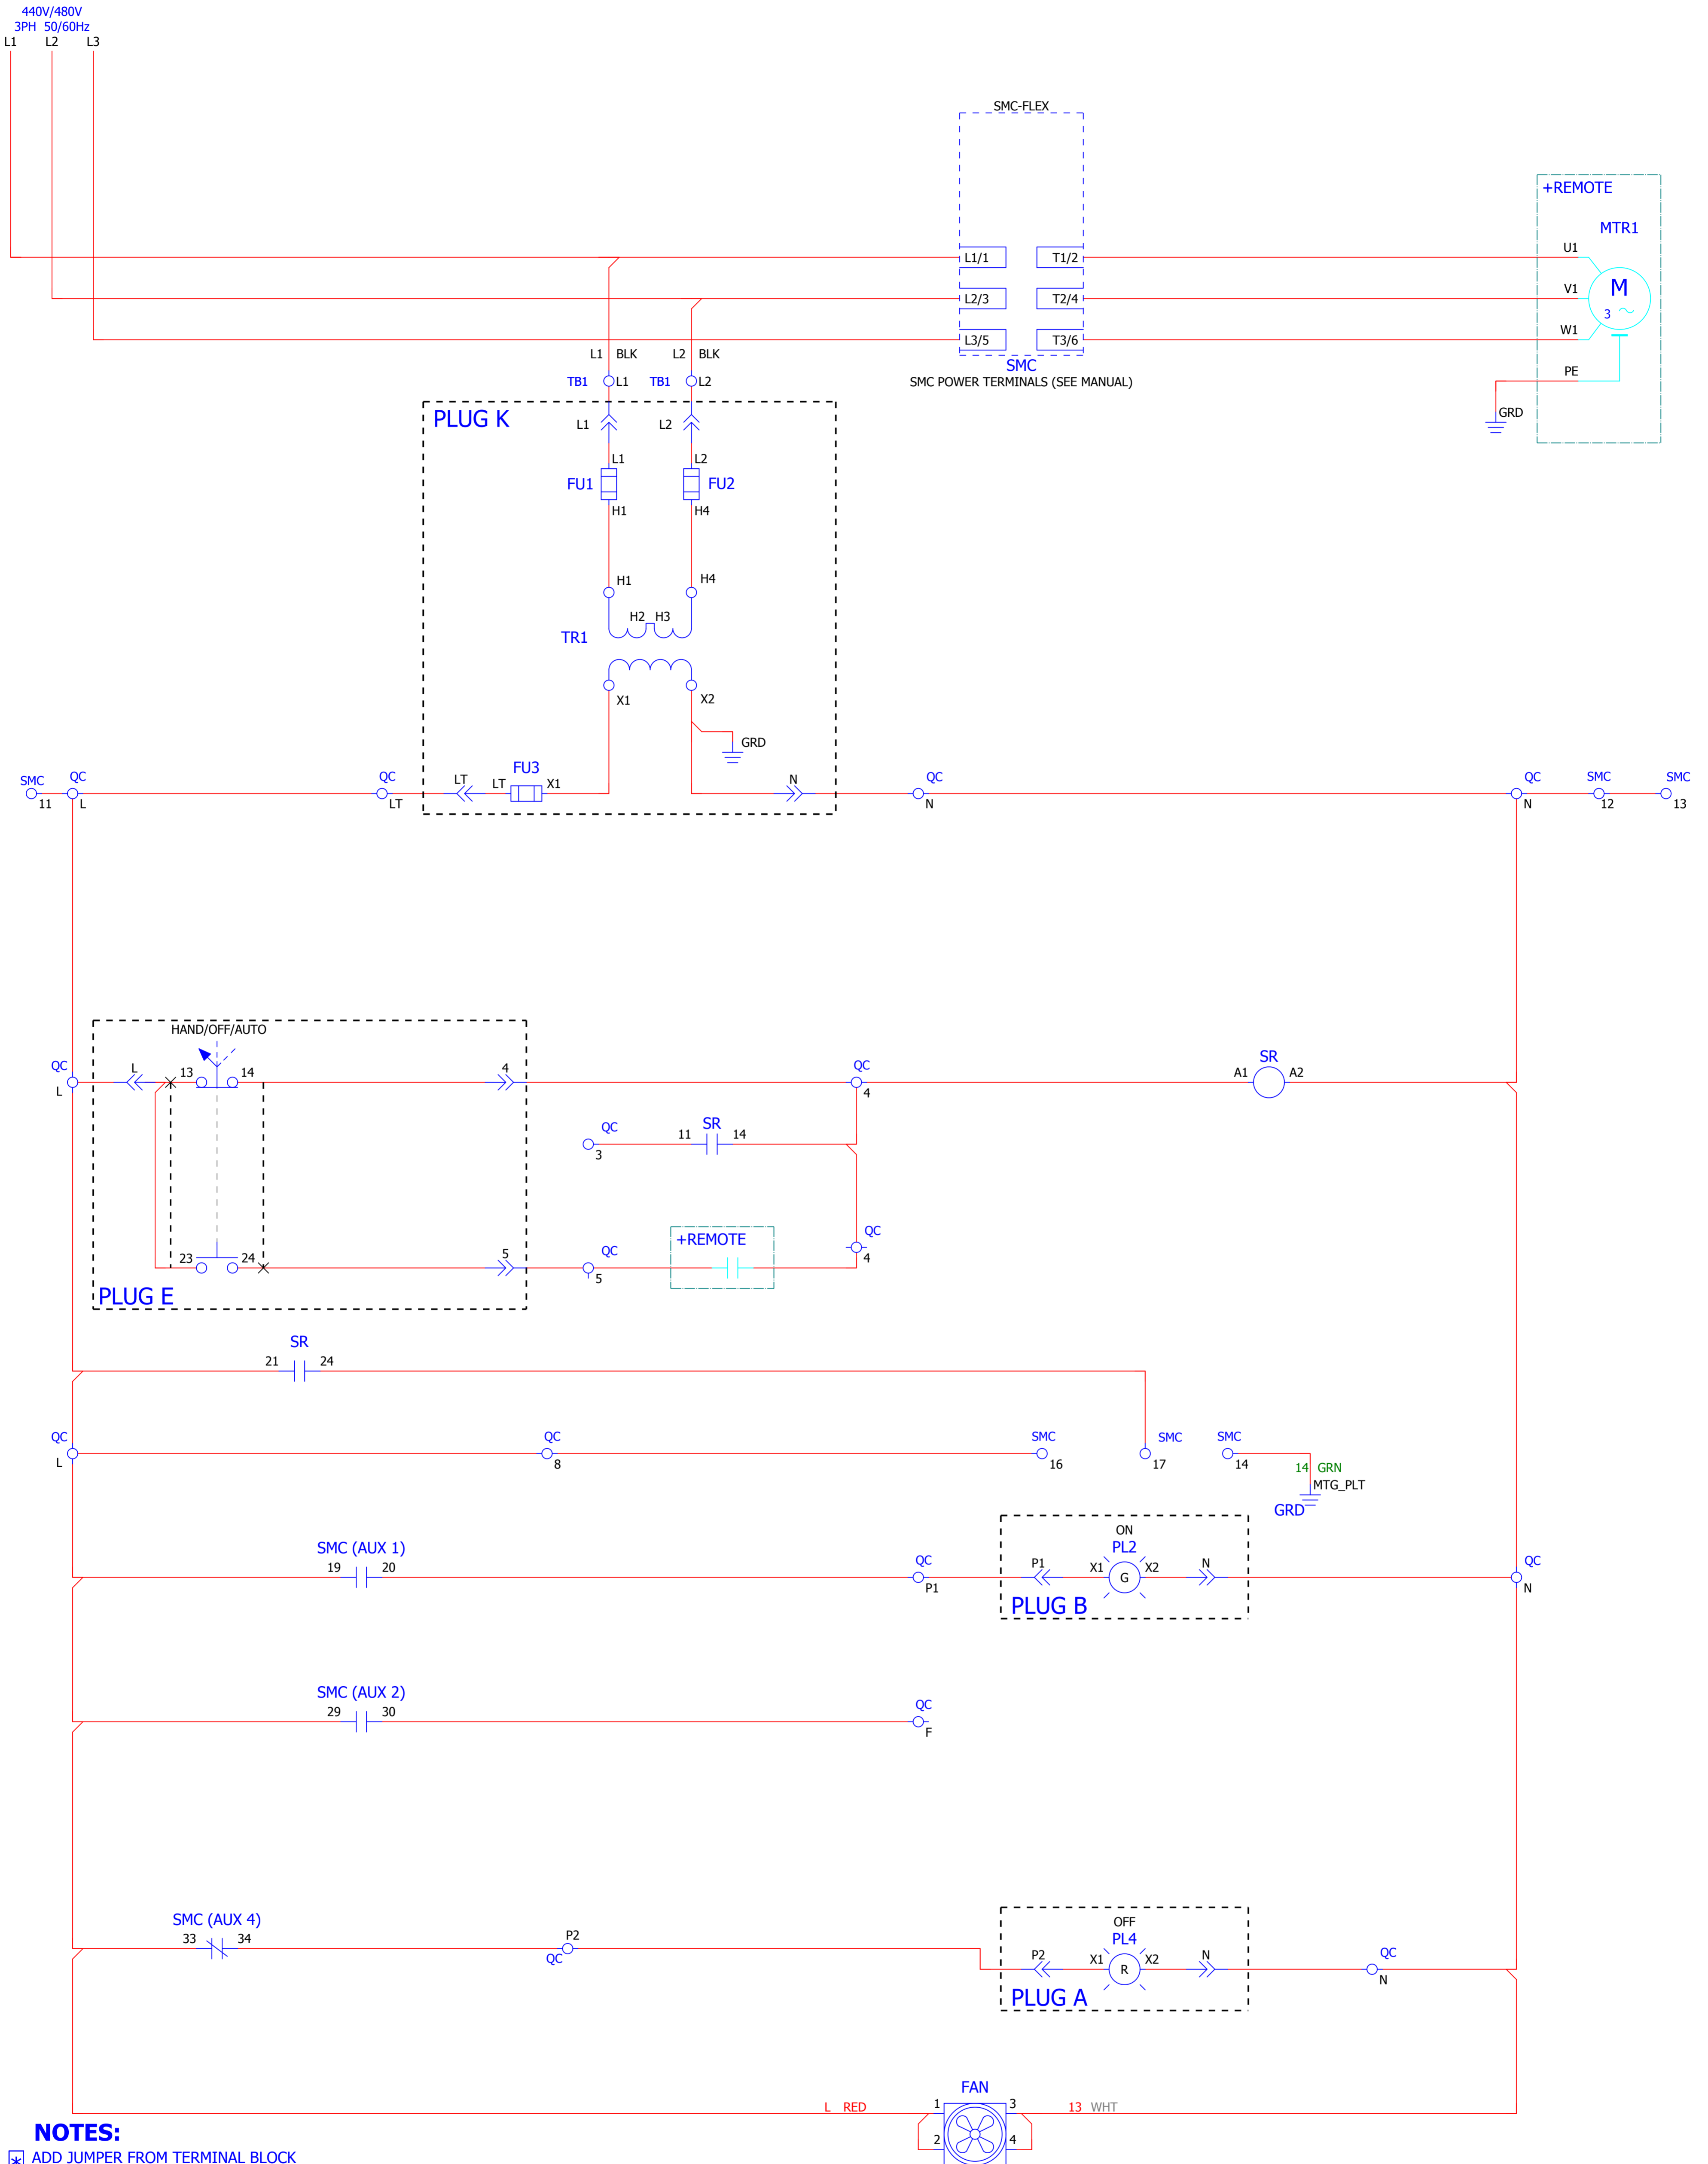 440V/480V
3PH 50/60Hz
L1 L2 L3
SMC-FLEX
+REMOTE
MTR1
L1/1 T1/2
U1
L2/3 T2/4
V1
M
3
L3/5 T3/6
W1
SMC
SMC POWER TERMINALS (SEE MANUAL)
PE
GRD
L1 BLK L2 BLK
TB1 L1 TB1 L2
PLUG K
L1 L2
L1 L2
FU1 FU2
H1 H4
H1 H4
H2 H3
TR1
X1 X2
GRD
FU3
SMC QC QC LT LT X1 N QC QC SMC SMC
11 L LT N N 12 13
HAND/OFF/AUTO
QC L 13 14 4 QC SR
L 4 A1 A2
QC SR
3 11 14
QC
4
+REMOTE
23 24 5 QC
5
PLUG E
SR
21 24
QC QC SMC SMC SMC
L 8 16 17 14
14 GRN
MTG_PLT
GRD
ON
SMC (AUX 1) PL2
19 20 QC P1 X1 G X2 N QC
P1 N
PLUG B
SMC (AUX 2)
29 30 QC
F
OFF
SMC (AUX 4) PL4
33 34 P2 P2 X1 R X2 N QC
QC N
PLUG A
FAN
L RED 1 3 13 WHT
2 4
NOTES:
* ADD JUMPER FROM TERMINAL BLOCK